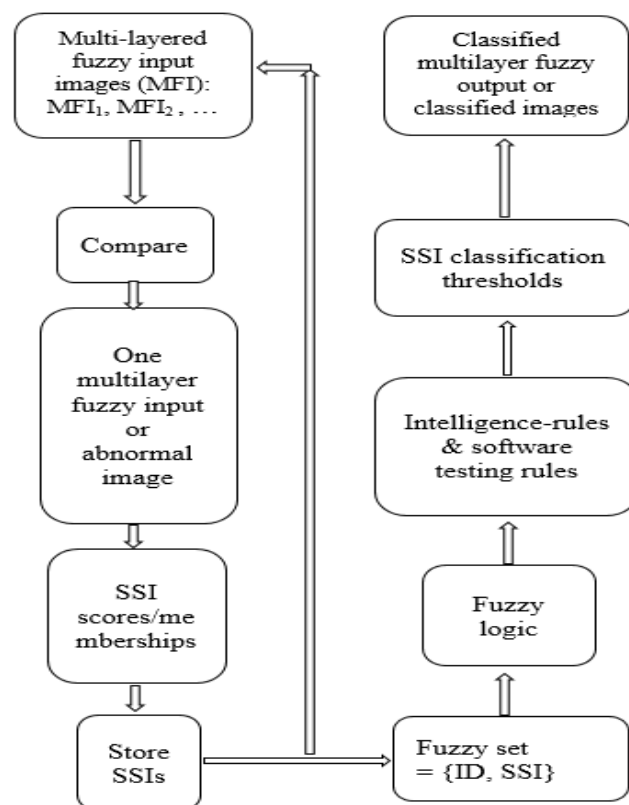 Multi-layered
fuzzy input
images (MFI):
MFI₁, MFI₂ , …
Compare
One
multilayer
fuzzy input
or
abnormal
image
SSI
scores/me
mberships
Store
SSIs
Classified
multilayer fuzzy
output or
classified images
SSI classification
thresholds
Intelligence-rules
& software
testing rules
Fuzzy
logic
Fuzzy set
= {ID, SSI}